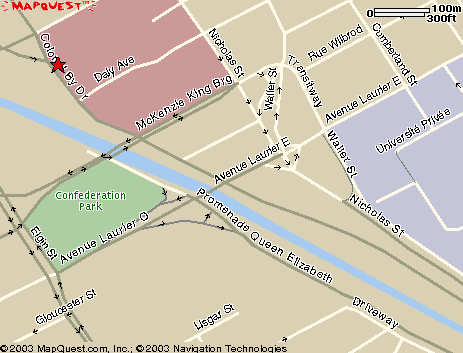 MAPQUEST™
100m
0 300ft
Colonel By Dr
Daly Ave
Nicholas St
Rue Wilbrod
Cumberland St
Transitway
Waller St
McKenzie King Brg
Avenue Laurier E
Université Privée
Avenue Laurier E
Waller St
Confederation
Park
Nicholas St
Promenade Queen Elizabeth
Avenue Laurier O
Elgin St
Gloucester St
Lisgar St
Driveway
© 2003 MapQuest.com, Inc.; © 2003 Navigation Technologies